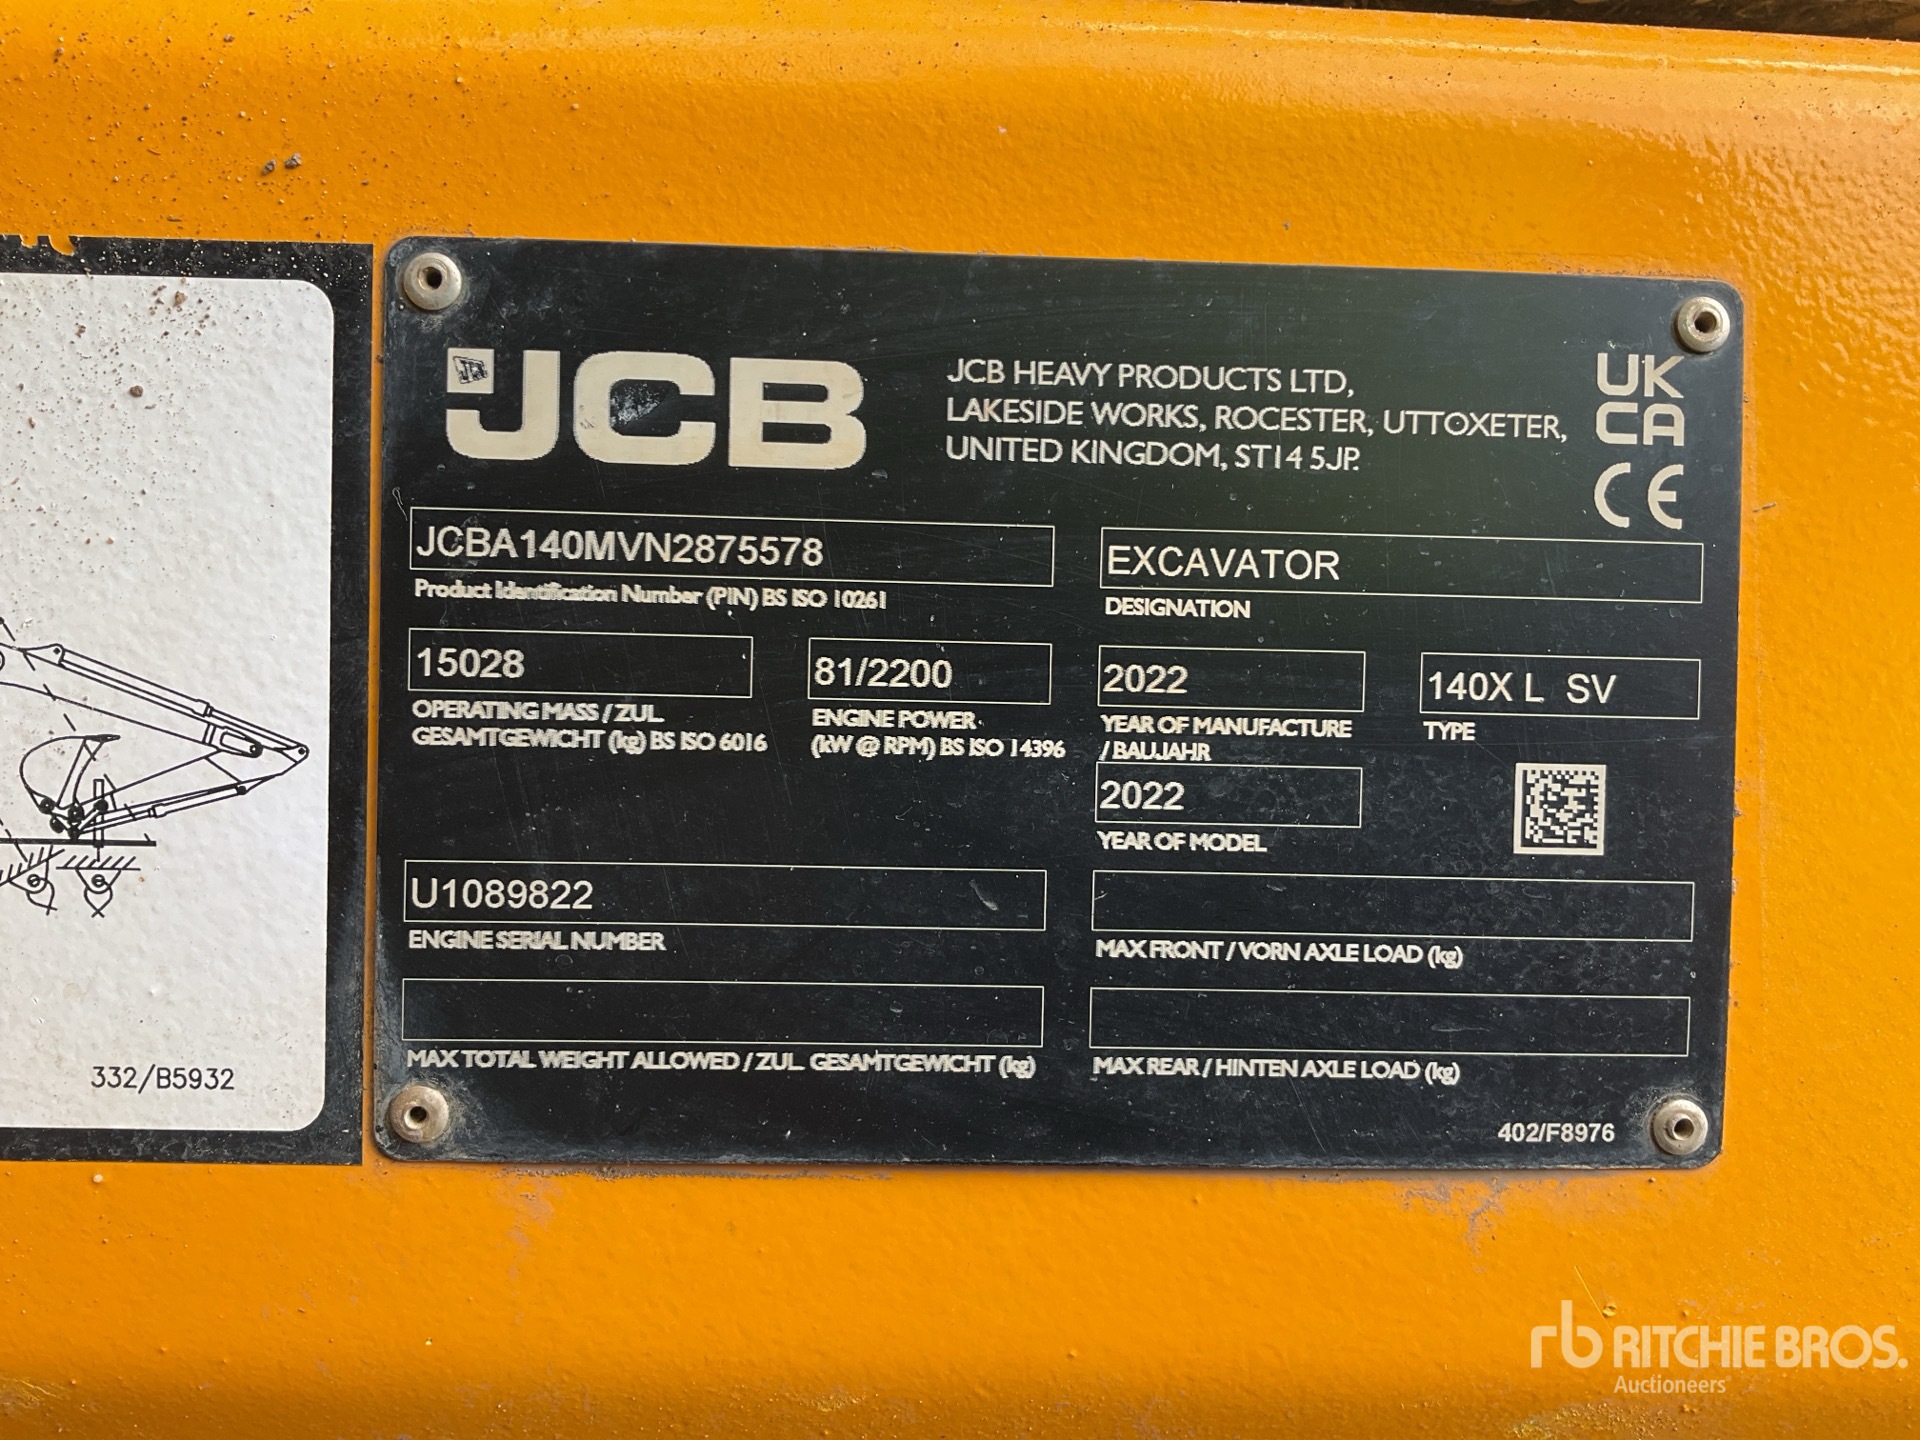 JCB
JCB HEAVY PRODUCTS LTD,
LAKESIDE WORKS, ROCESTER, UTTOXETER,
UNITED KINGDOM, ST14 5JP.
UK
CA
CE
JCBA140MVN2875578
Product Identification Number (PIN) BS ISO 10261
EXCAVATOR
DESIGNATION
15028
OPERATING MASS / ZUL.
GESAMTGEWICHT (kg) BS ISO 6016
81/2200
ENGINE POWER
(kW @ RPM) BS ISO 14396
2022
YEAR OF MANUFACTURE
/ BAUJAHR
140X L SV
TYPE
2022
YEAR OF MODEL
U1089822
ENGINE SERIAL NUMBER
MAX FRONT / VORN AXLE LOAD (kg)
MAX TOTAL WEIGHT ALLOWED / ZUL. GESAMTGEWICHT (kg)
MAX REAR / HINTEN AXLE LOAD (kg)
402/F8976
332/B5932
rb RITCHIE BROS.
Auctioneers